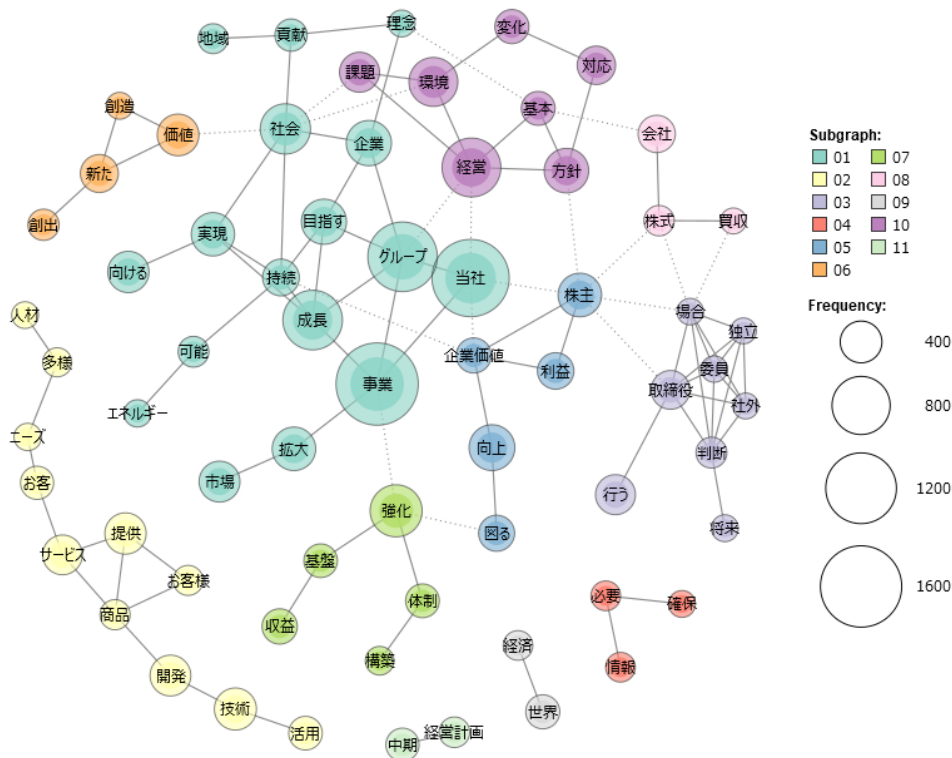 地域
貢献
理念
変化
課題
環境
対応
創造
価値
社会
企業
基本
会社
新た
経営
方針
創出
実現
目指す
株式
買収
向ける
持続
グループ
当社
株主
場合
成長
独立
可能
企業価値
利益
委員
人材
多様
事業
取締役
社外
エネルギー
ニーズ
拡大
向上
判断
お客
市場
行う
強化
図る
将来
提供
サービス
基盤
お客様
商品
収益
体制
必要
確保
構築
経済
情報
開発
技術
世界
活用
中期
経営計画
Subgraph:
01
02
03
04
05
06
07
08
09
10
11
Frequency:
400
800
1200
1600